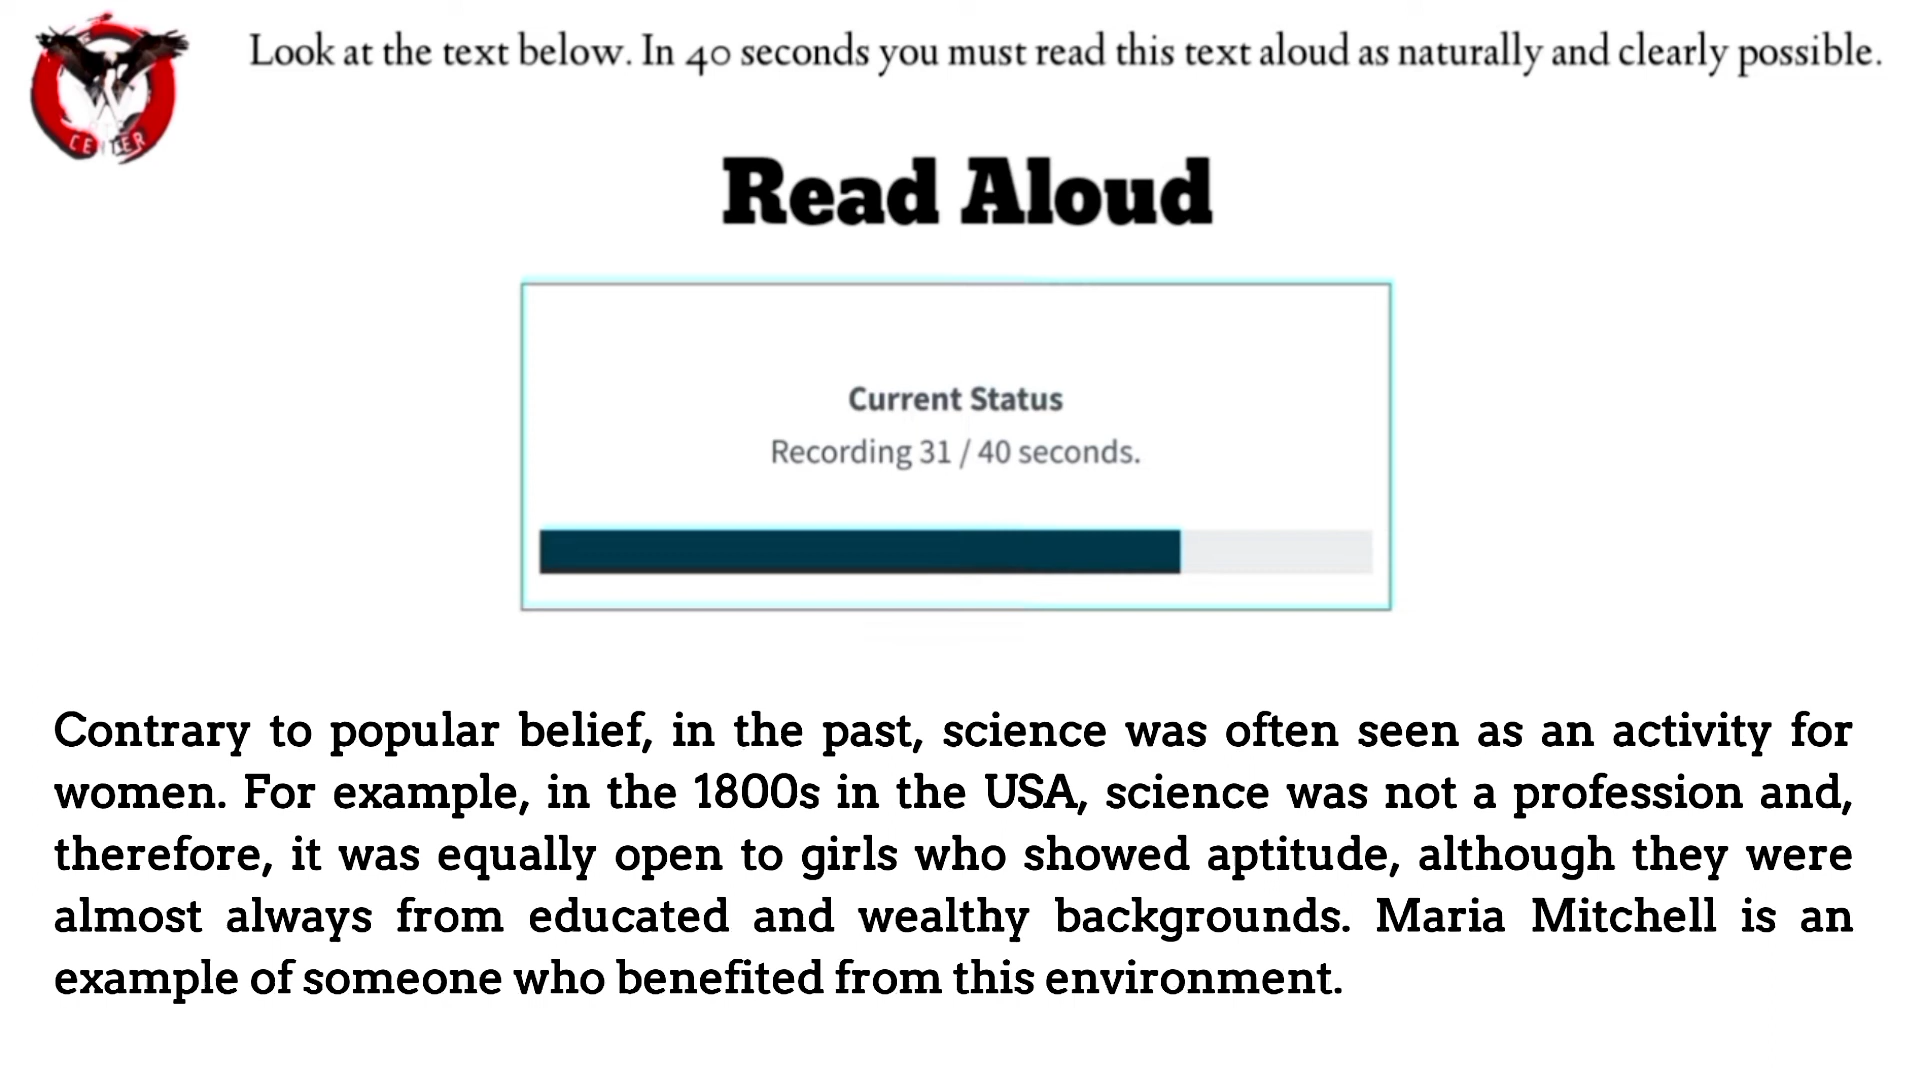 Look at the text below. In 40 seconds you must read this text aloud as naturally and clearly possible.
CENTER
Read Aloud
Current Status
Recording 31 / 40 seconds.
Contrary to popular belief, in the past, science was often seen as an activity for
women. For example, in the 1800s in the USA, science was not a profession and,
therefore, it was equally open to girls who showed aptitude, although they were
almost always from educated and wealthy backgrounds. Maria Mitchell is an
example of someone who benefited from this environment.